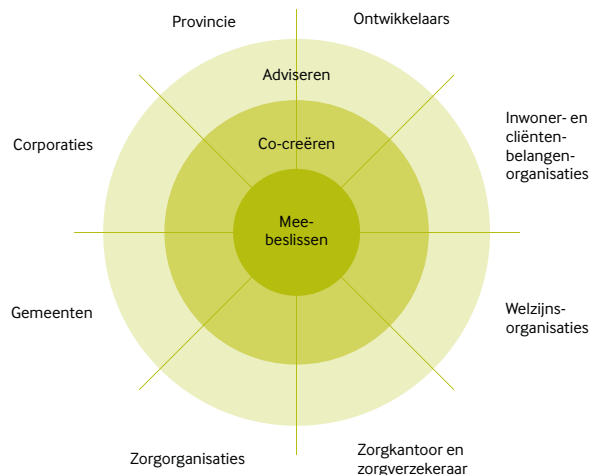 Provincie
Ontwikkelaars
Adviseren
Inwoner- en
cliënten-
belangen-
organisaties
Corporaties
Co-creëren
Mee-
beslissen
Gemeenten
Welzijns-
organisaties
Zorgorganisaties
Zorgkantoor en
zorgverzekeraar